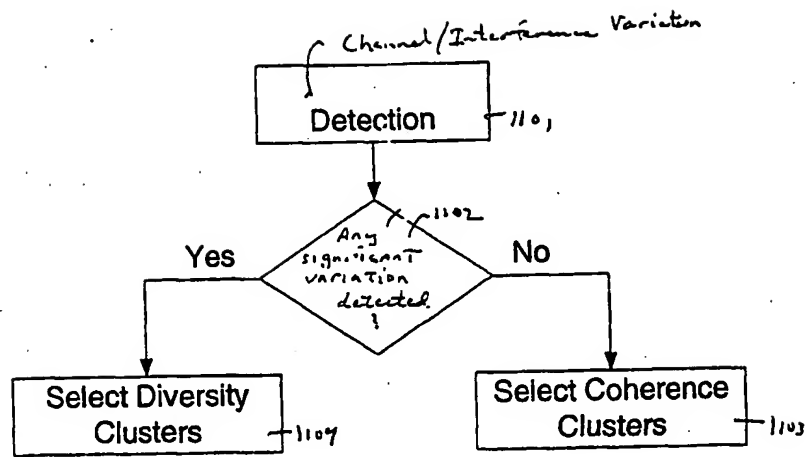 Channel/Interference Variation
Detection
1101
1102
Any
significant
variation
detected
?
Yes
No
Select Diversity
Clusters
1104
Select Coherence
Clusters
1103